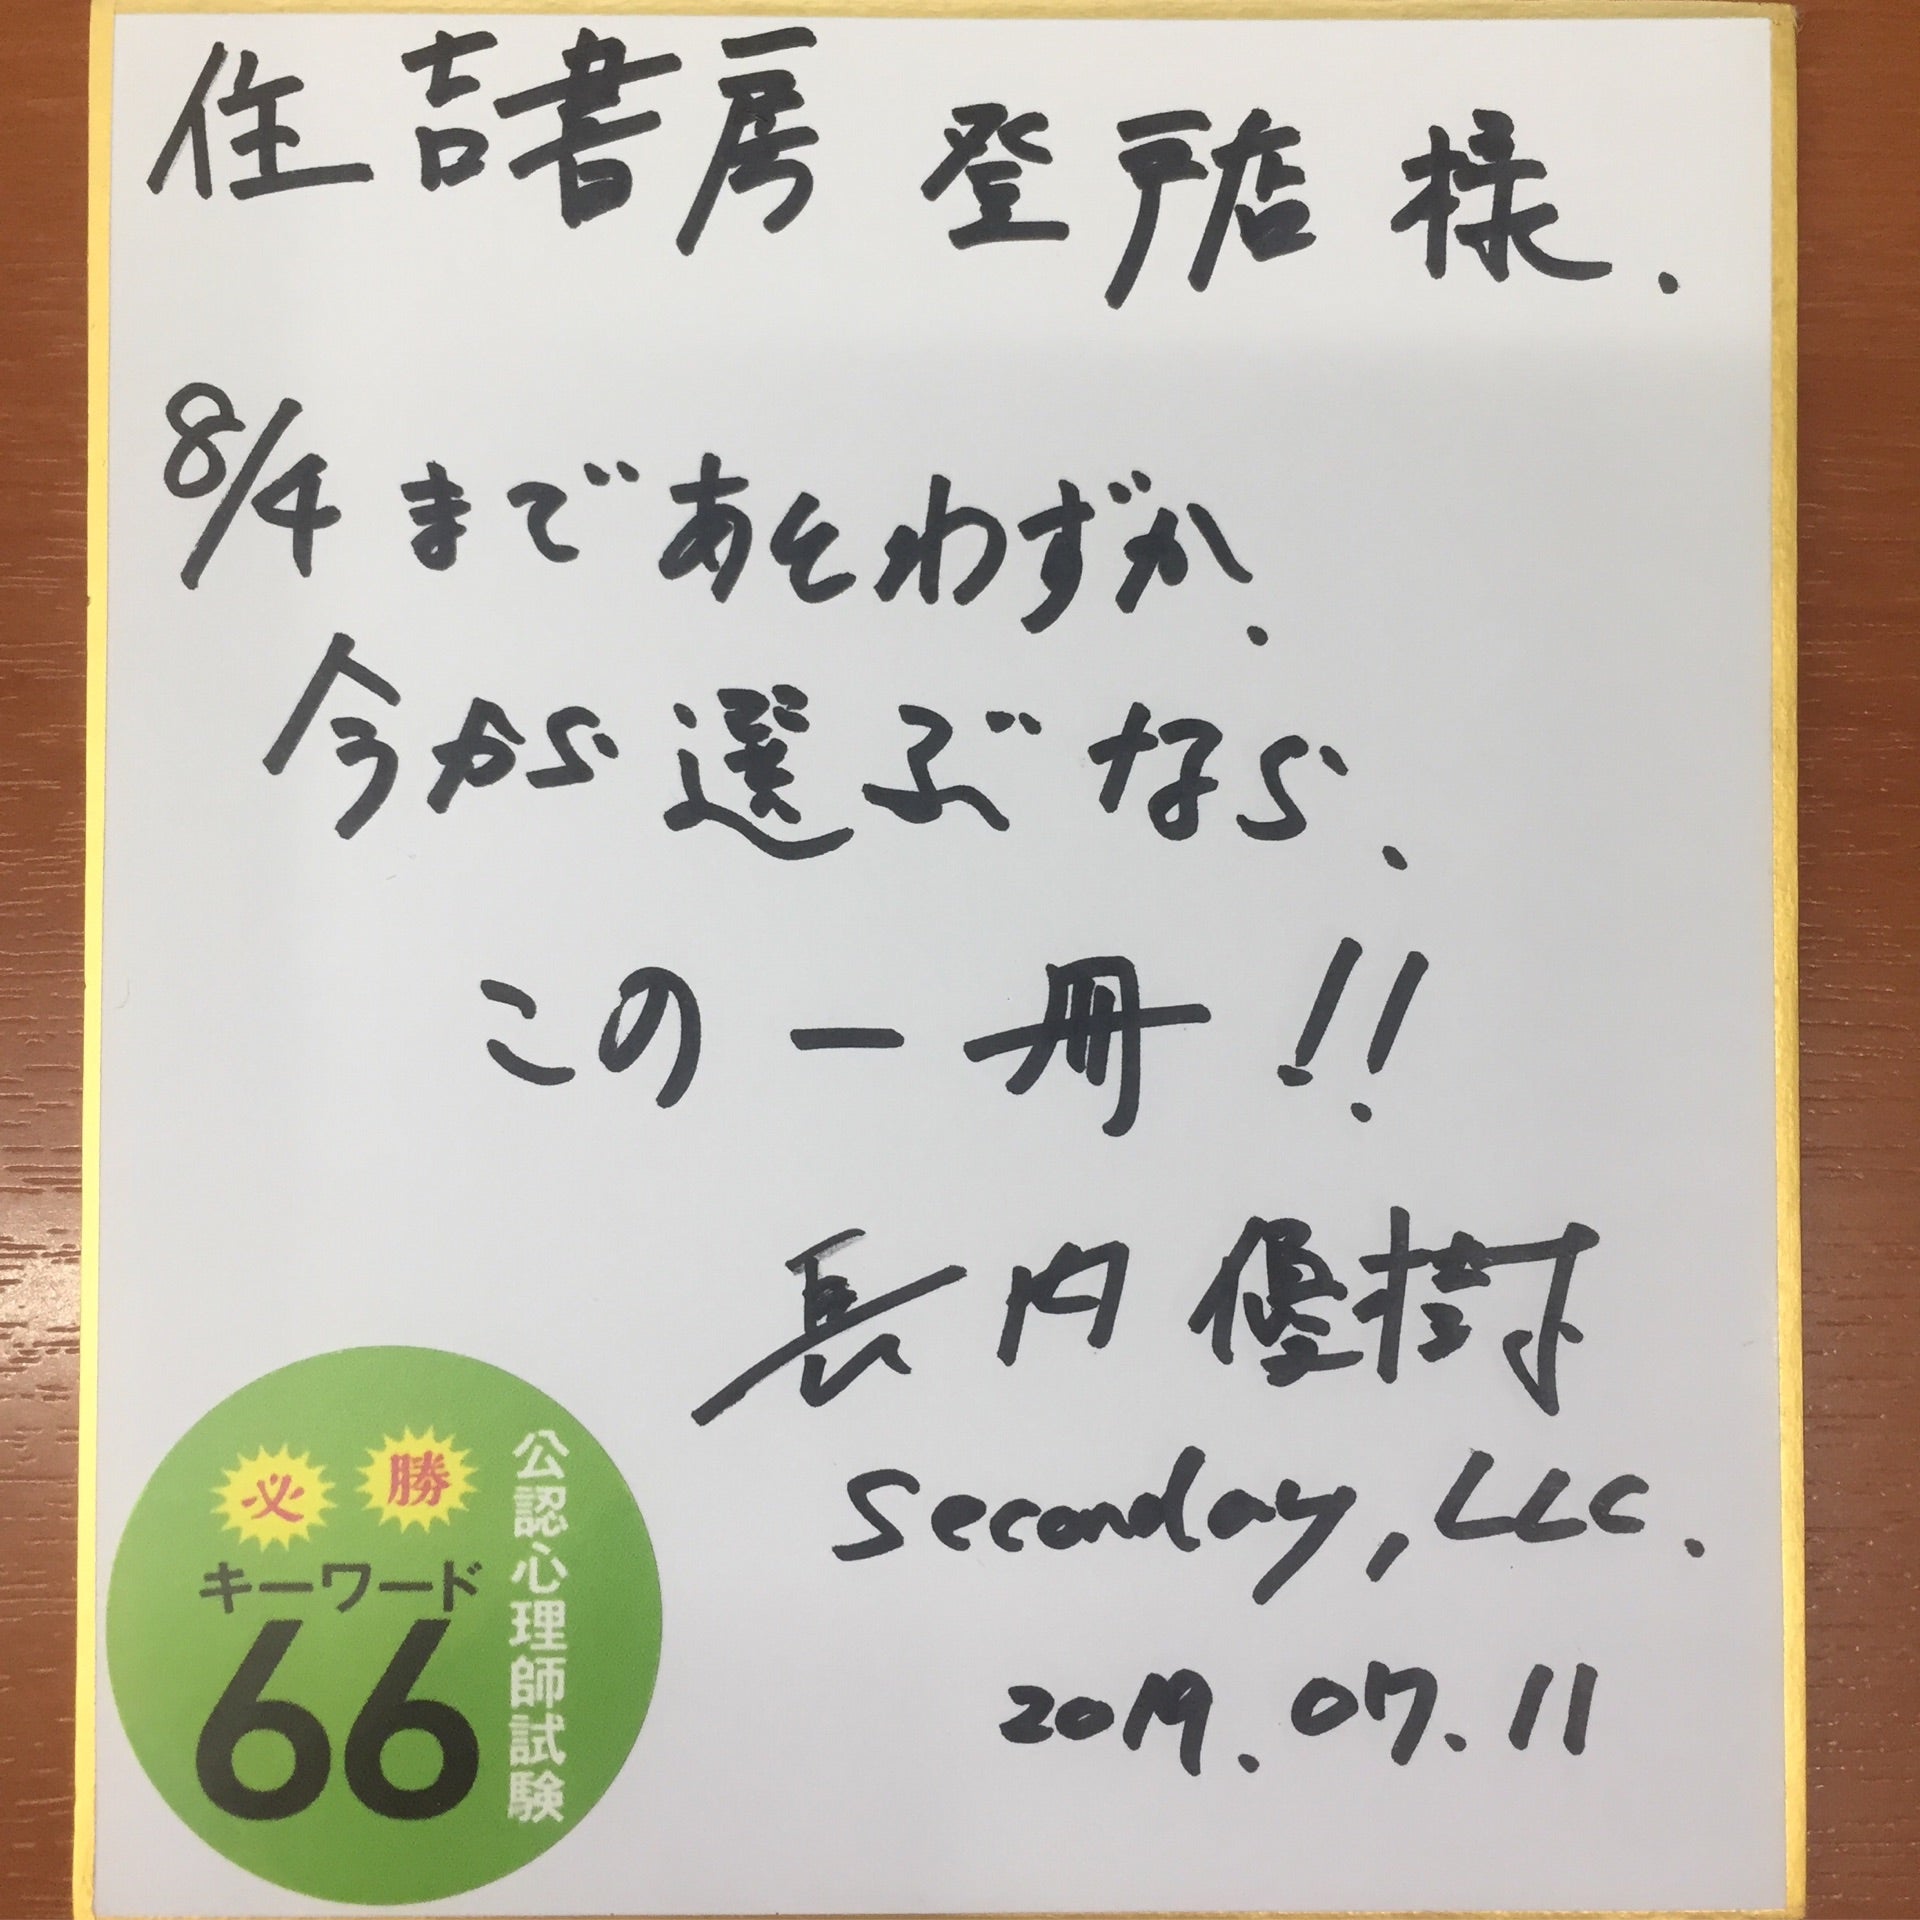 住吉書房 登戸店 様.
8/4 まで あとわずか、
今から 選ぶ なら、
この 一冊!!
長内 優樹
Seconday, LLC.
2019.07.11
公認心理師試験
必勝
キーワード
66